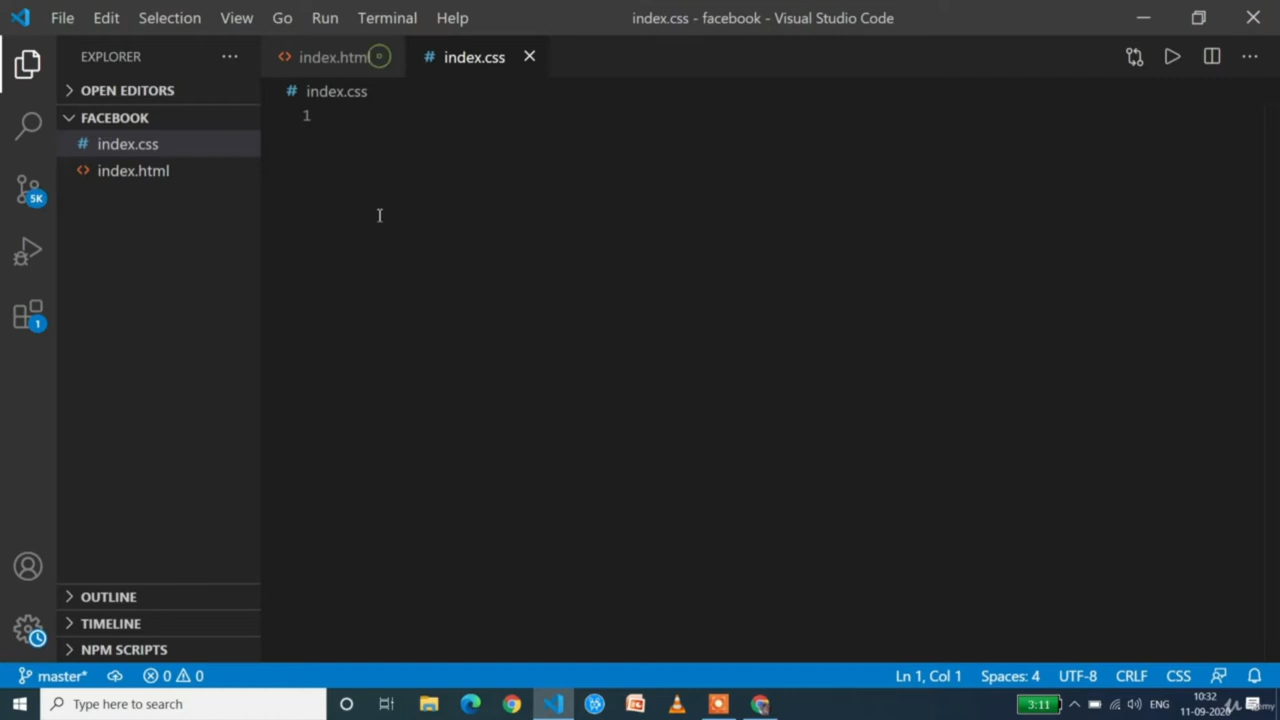 File Edit Selection View Go Run Terminal Help index.css - facebook - Visual Studio Code
EXPLORER
index.html
index.css
OPEN EDITORS
index.css
FACEBOOK
1
index.css
index.html
5K
1
OUTLINE
TIMELINE
NPM SCRIPTS
master* 0 0 Ln 1, Col 1 Spaces: 4 UTF-8 CRLF CSS
Type here to search
3:11
ENG
10:32
11-09-2020